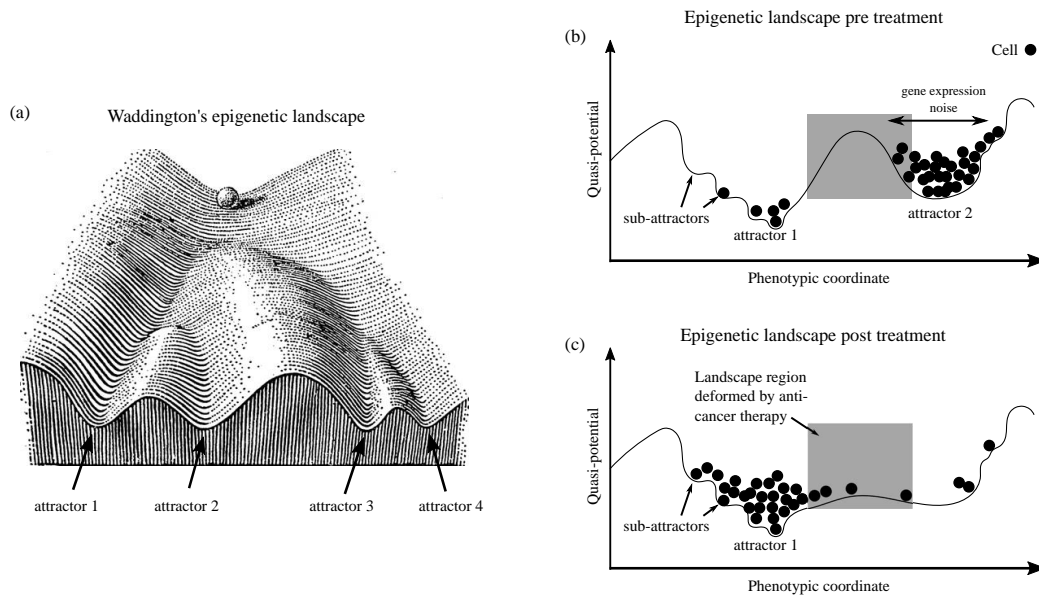 (a)
Waddington's epigenetic landscape
attractor 1
attractor 2
attractor 3
attractor 4
Epigenetic landscape pre treatment
(b)
Cell
gene expression
noise
Quasi-potential
sub-attractors
attractor 1
attractor 2
Phenotypic coordinate
Epigenetic landscape post treatment
(c)
Landscape region
deformed by anti-
cancer therapy
Quasi-potential
sub-attractors
attractor 1
Phenotypic coordinate